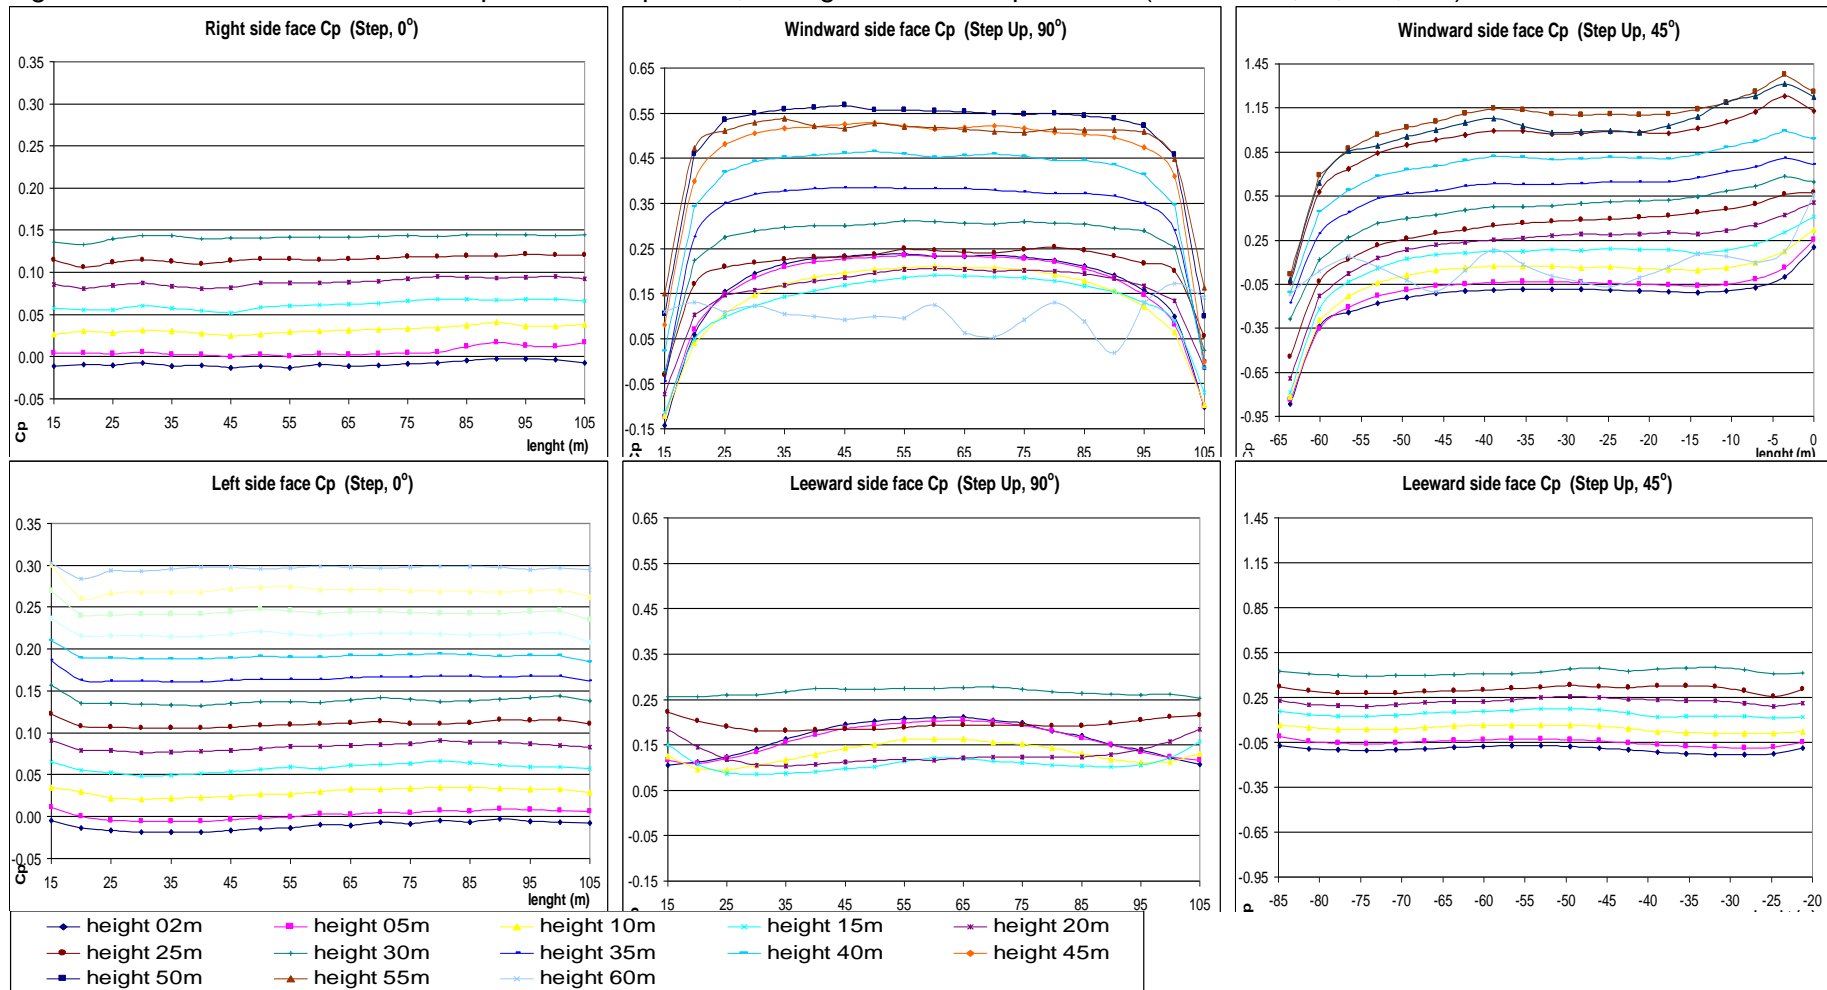 Right side face Cp (Step, 0°)
0.35
0.30
0.25
0.20
0.15
0.10
0.05
0.00
-0.05
15 25 35 45 55 65 75 85 95 105
Cp
lenght (m)
Windward side face Cp (Step Up, 90°)
0.65
0.55
0.45
0.35
0.25
0.15
0.05
-0.05
-0.15
15 25 35 45 55 65 75 85 95 105
Windward side face Cp (Step Up, 45°)
1.45
1.15
0.85
0.55
0.25
-0.05
-0.35
-0.65
-0.95
-65 -60 -55 -50 -45 -40 -35 -30 -25 -20 -15 -10 -5 0
Cp
lenght (m)
Left side face Cp (Step, 0°)
0.35
0.30
0.25
0.20
0.15
0.10
0.05
0.00
-0.05
15 25 35 45 55 65 75 85 95 105
Cp
lenght (m)
Leeward side face Cp (Step Up, 90°)
0.65
0.55
0.45
0.35
0.25
0.15
0.05
-0.05
-0.15
15 25 35 45 55 65 75 85 95 105
Leeward side face Cp (Step Up, 45°)
1.45
1.15
0.85
0.55
0.25
-0.05
-0.35
-0.65
-0.95
-85 -80 -75 -70 -65 -60 -55 -50 -45 -40 -35 -30 -25 -20
height 02m height 05m height 10m height 15m height 20m
height 25m height 30m height 35m height 40m height 45m
height 50m height 55m height 60m